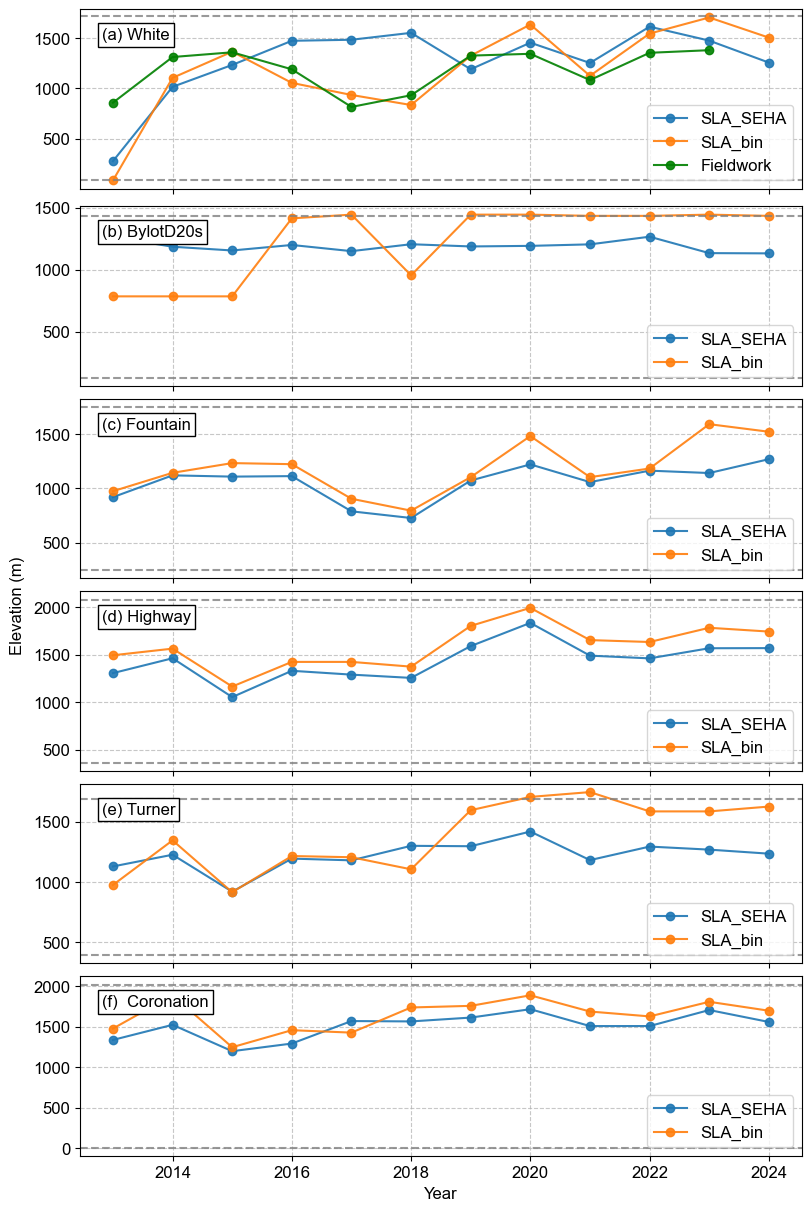 (a) White
1500
1000
500
SLA_SEHA
SLA_bin
Fieldwork
(b) BylotD20s
1500
1000
500
SLA_SEHA
SLA_bin
(c) Fountain
1500
1000
500
SLA_SEHA
SLA_bin
Elevation (m)
(d) Highway
2000
1500
1000
500
SLA_SEHA
SLA_bin
(e) Turner
1500
1000
500
SLA_SEHA
SLA_bin
(f)  Coronation
2000
1500
1000
500
0
SLA_SEHA
SLA_bin
2014 2016 2018 2020 2022 2024
Year